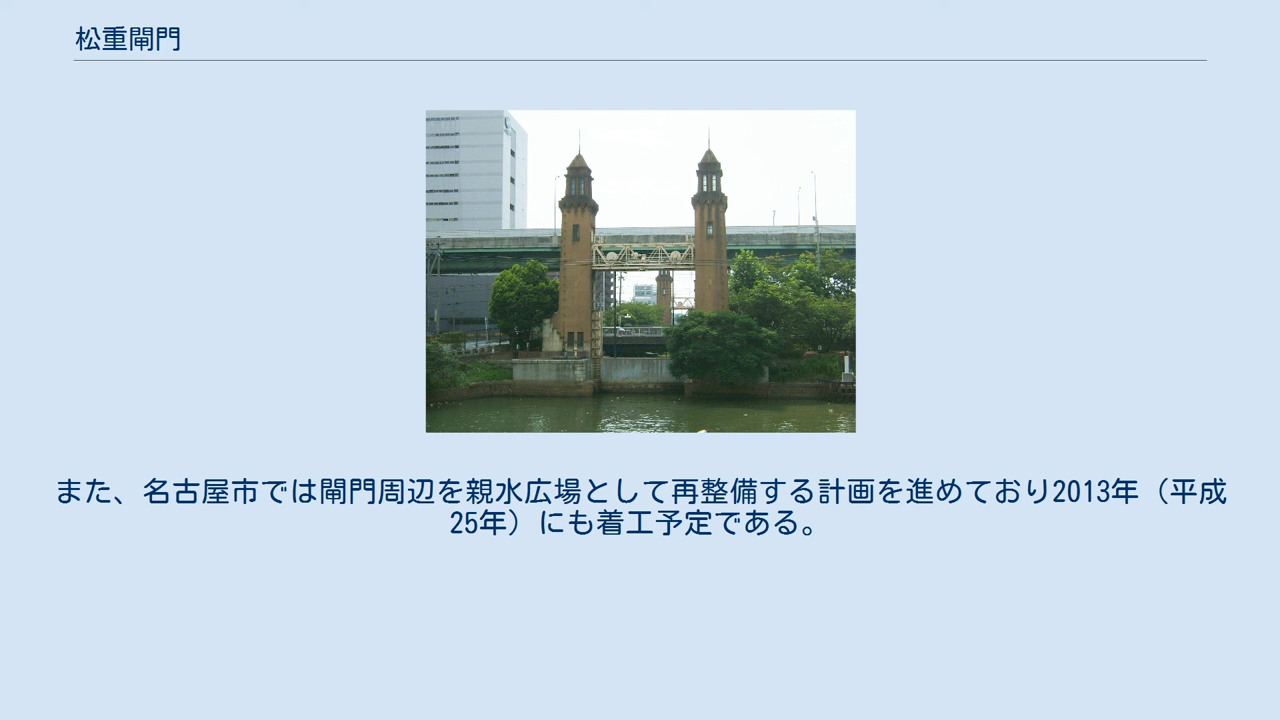 松重閘門
また、名古屋市では閘門周辺を親水広場として再整備する計画を進めており2013年（平成
25年）にも着工予定である。